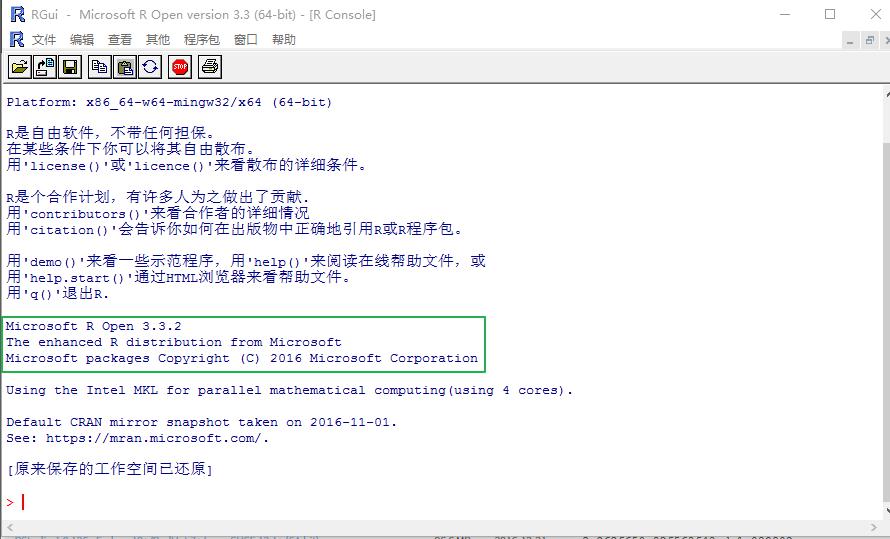 RGui - Microsoft R Open version 3.3 (64-bit) - [R Console]
文件 编辑 查看 其他 程序包 窗口 帮助
STOP
Platform: x86_64-w64-mingw32/x64 (64-bit)
R是自由软件，不带任何担保。
在某些条件下你可以将其自由散布。
用'license()'或'licence()'来看散布的详细条件。
R是个合作计划，有许多人为之做出了贡献.
用'contributors()'来看合作者的详细情况
用'citation()'会告诉你如何在出版物中正确地引用R或R程序包。
用'demo()'来看一些示范程序，用'help()'来阅读在线帮助文件，或
用'help.start()'通过HTML浏览器来看帮助文件。
用'q()'退出R.
Microsoft R Open 3.3.2
The enhanced R distribution from Microsoft
Microsoft packages Copyright (C) 2016 Microsoft Corporation
Using the Intel MKL for parallel mathematical computing(using 4 cores).
Default CRAN mirror snapshot taken on 2016-11-01.
See: https://mran.microsoft.com/.
[原来保存的工作空间已还原]
>